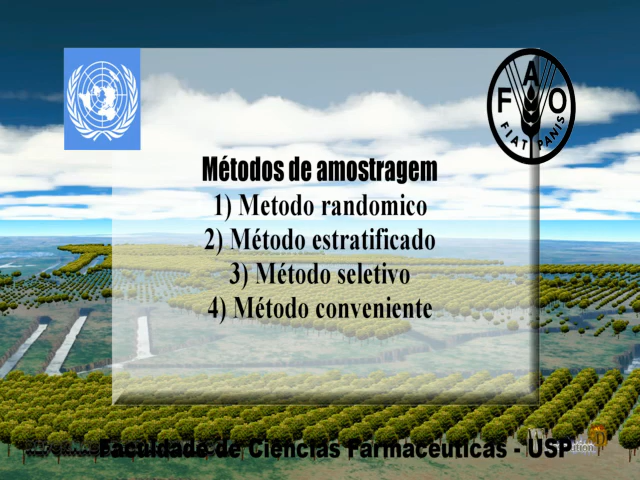 F A O
FIAT PANIS
Métodos de amostragem
1) Metodo randomico
2) Método estratificado
3) Método seletivo
4) Método conveniente
Faculdade de Ciencias Farmaceuticas - USP